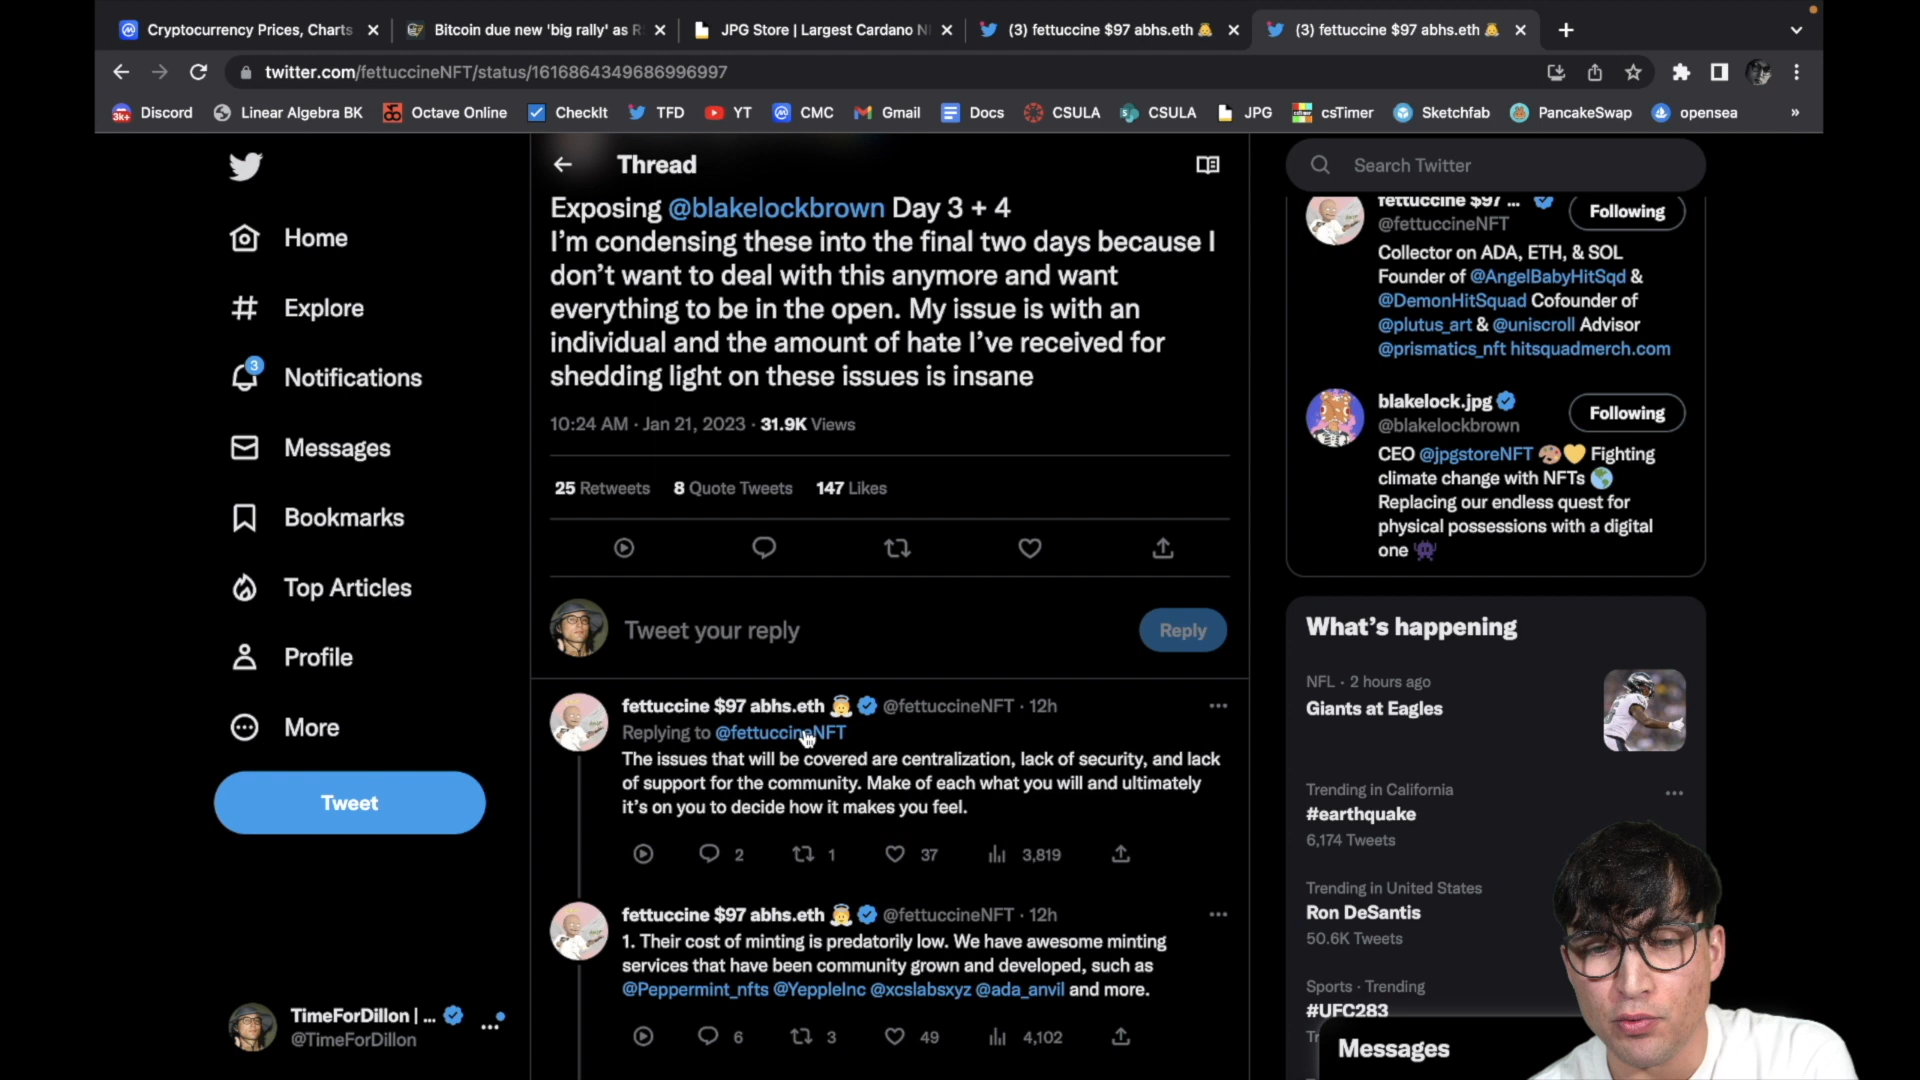 Cryptocurrency Prices, Charts
Bitcoin due new 'big rally' as R
JPG Store | Largest Cardano N
(3) fettuccine $97 abhs.eth
(3) fettuccine $97 abhs.eth
twitter.com/fettuccineNFT/status/1616864349686996997
3k+
Discord
Linear Algebra BK
Octave Online
CheckIt
TFD
YT
CMC
Gmail
Docs
CSULA
CSULA
JPG
csTimer
Sketchfab
PancakeSwap
opensea
»
Home
Explore
3
Notifications
Messages
Bookmarks
Top Articles
Profile
More
Tweet
TimeForDillon | ...
@TimeForDillon
Thread
Exposing @blakelockbrown Day 3 + 4
I'm condensing these into the final two days because I
don't want to deal with this anymore and want
everything to be in the open. My issue is with an
individual and the amount of hate I've received for
shedding light on these issues is insane
10:24 AM · Jan 21, 2023 · 31.9K Views
25 Retweets 8 Quote Tweets 147 Likes
Tweet your reply
Reply
fettuccine $97 abhs.eth @fettuccineNFT · 12h
Replying to @fettuccineNFT
The issues that will be covered are centralization, lack of security, and lack
of support for the community. Make of each what you will and ultimately
it's on you to decide how it makes you feel.
2 1 37 3,819
fettuccine $97 abhs.eth @fettuccineNFT · 12h
1. Their cost of minting is predatorily low. We have awesome minting
services that have been community grown and developed, such as
@Peppermint_nfts @YeppleInc @xcslabsxyz @ada_anvil and more.
6 3 49 4,102
Search Twitter
fettuccine $97 ...
Following
@fettuccineNFT
Collector on ADA, ETH, & SOL
Founder of @AngelBabyHitSqd &
@DemonHitSquad Cofounder of
@plutus_art & @uniscroll Advisor
@prismatics_nft hitsquadmerch.com
blakelock.jpg
Following
@blakelockbrown
CEO @jpgstoreNFT Fighting
climate change with NFTs
Replacing our endless quest for
physical possessions with a digital
one
What's happening
NFL · 2 hours ago
Giants at Eagles
Trending in California
#earthquake
6,174 Tweets
Trending in United States
Ron DeSantis
50.6K Tweets
Sports · Trending
#UFC283
Messages